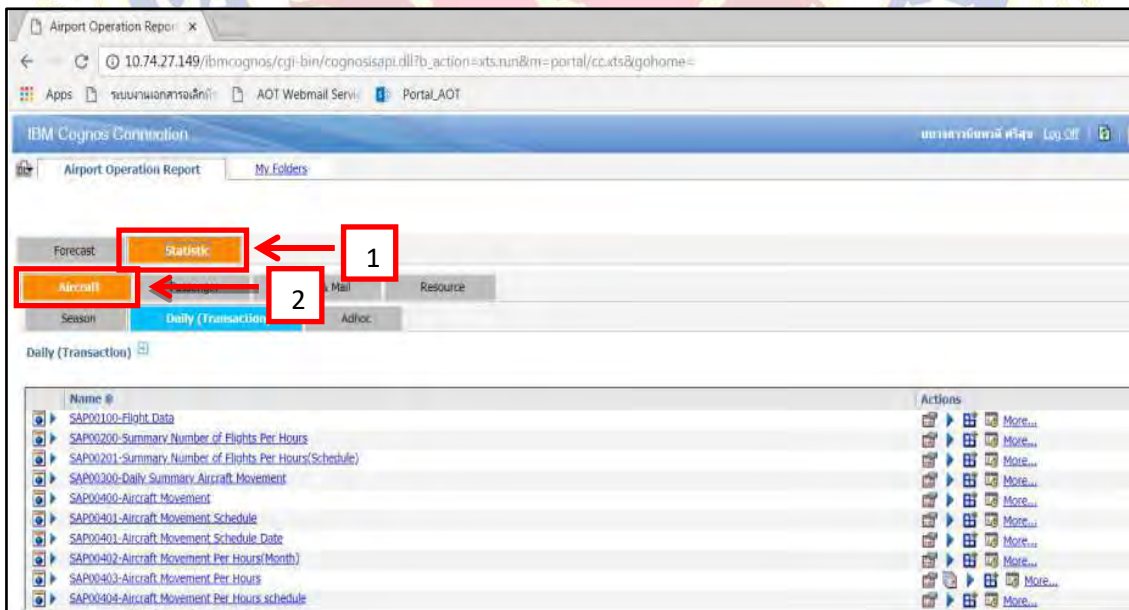 Airport Operation Repor ×
10.74.27.149/ibmcognos/cgi-bin/cognosisapi.dll?b_action=xts.run&m=portal/cc.xts&gohome=
Apps AOT Webmail Servi Portal_AOT
IBM Cognos Connection Log Off
Airport Operation Report My Folders
Forecast Statistic 1
Aircraft 2 & Mail Resource
Season Daily (Transaction Adhoc
Daily (Transaction)
Name Actions
SAP00100-Flight Data More...
SAP00200-Summary Number of Flights Per Hours More...
SAP00201-Summary Number of Flights Per Hours(Schedule) More...
SAP00300-Daily Summary Aircraft Movement More...
SAP00400-Aircraft Movement More...
SAP00401-Aircraft Movement Schedule More...
SAP00401-Aircraft Movement Schedule Date More...
SAP00402-Aircraft Movement Per Hours(Month) More...
SAP00403-Aircraft Movement Per Hours More...
SAP00404-Aircraft Movement Per Hours schedule More...